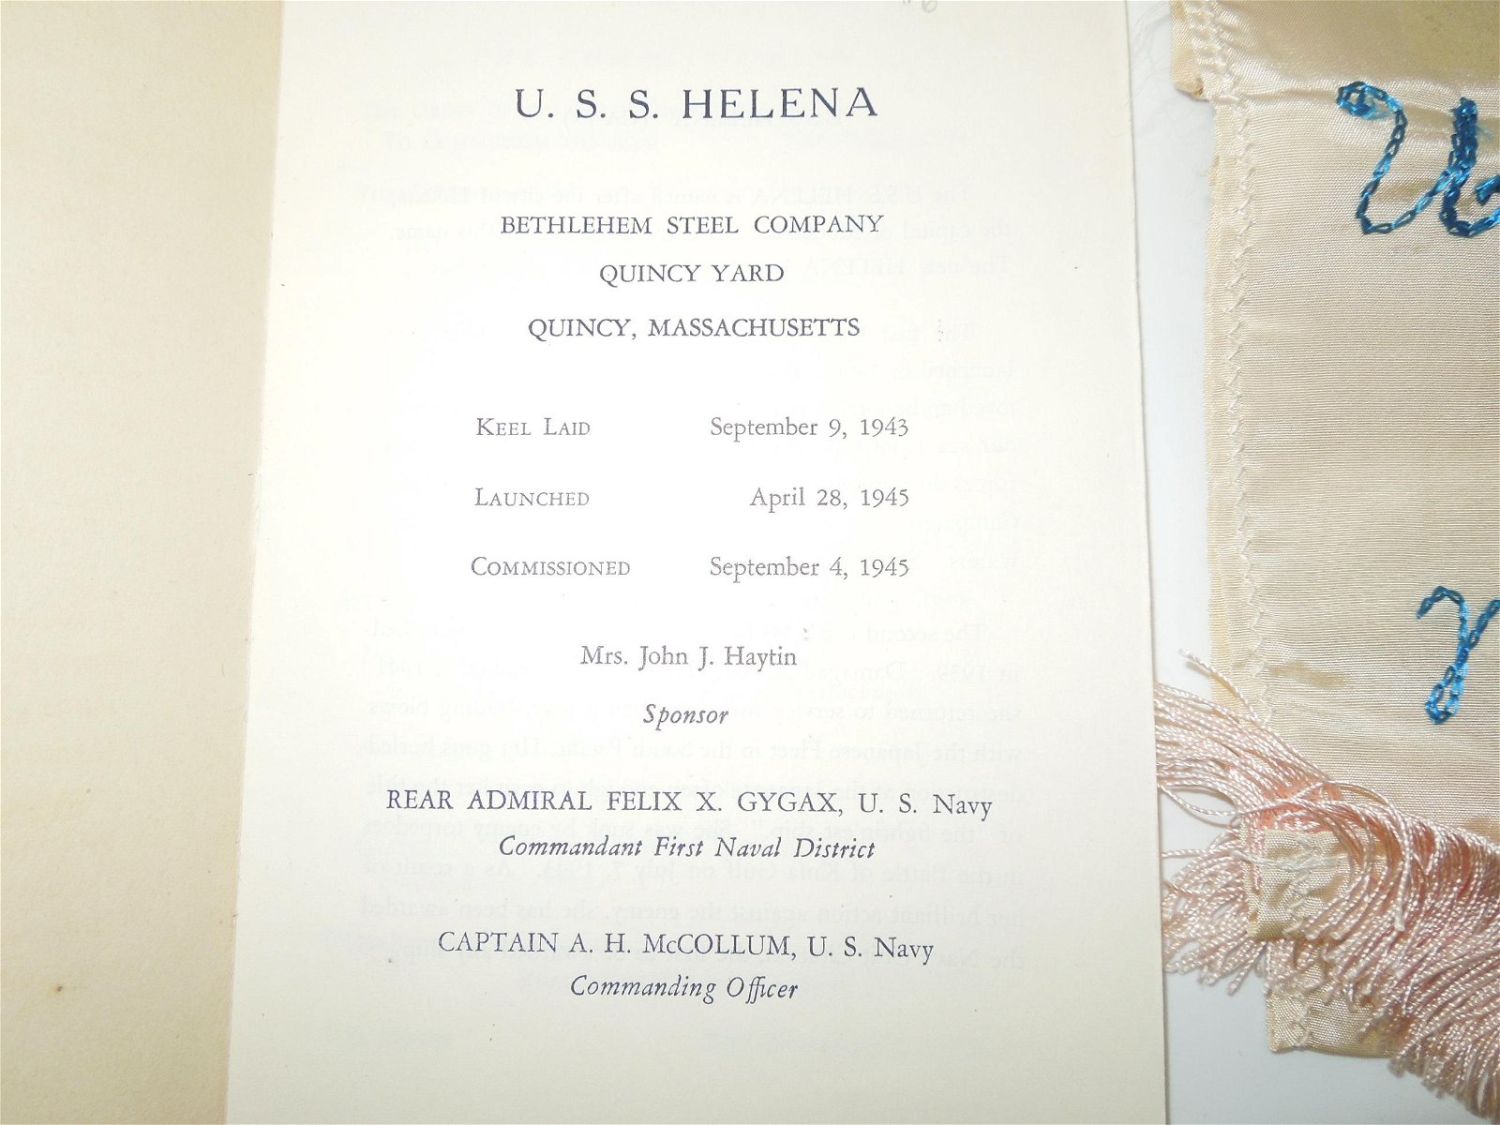 U. S. S. HELENA
BETHLEHEM STEEL COMPANY
QUINCY YARD
QUINCY, MASSACHUSETTS
KEEL LAID September 9, 1943
LAUNCHED April 28, 1945
COMMISSIONED September 4, 1945
Mrs. John J. Haytin
Sponsor
REAR ADMIRAL FELIX X. GYGAX, U. S. Navy
Commandant First Naval District
CAPTAIN A. H. McCOLLUM, U. S. Navy
Commanding Officer